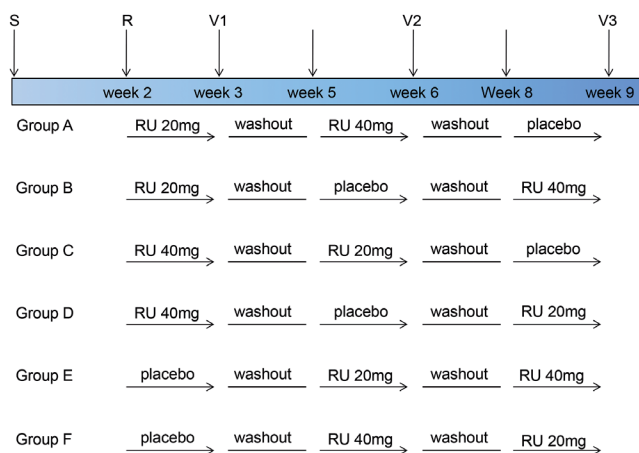 S R V1 V2 V3
week 2 week 3 week 5 week 6 Week 8 week 9
Group A RU 20mg washout RU 40mg washout placebo
Group B RU 20mg washout placebo washout RU 40mg
Group C RU 40mg washout RU 20mg washout placebo
Group D RU 40mg washout placebo washout RU 20mg
Group E placebo washout RU 20mg washout RU 40mg
Group F placebo washout RU 40mg washout RU 20mg